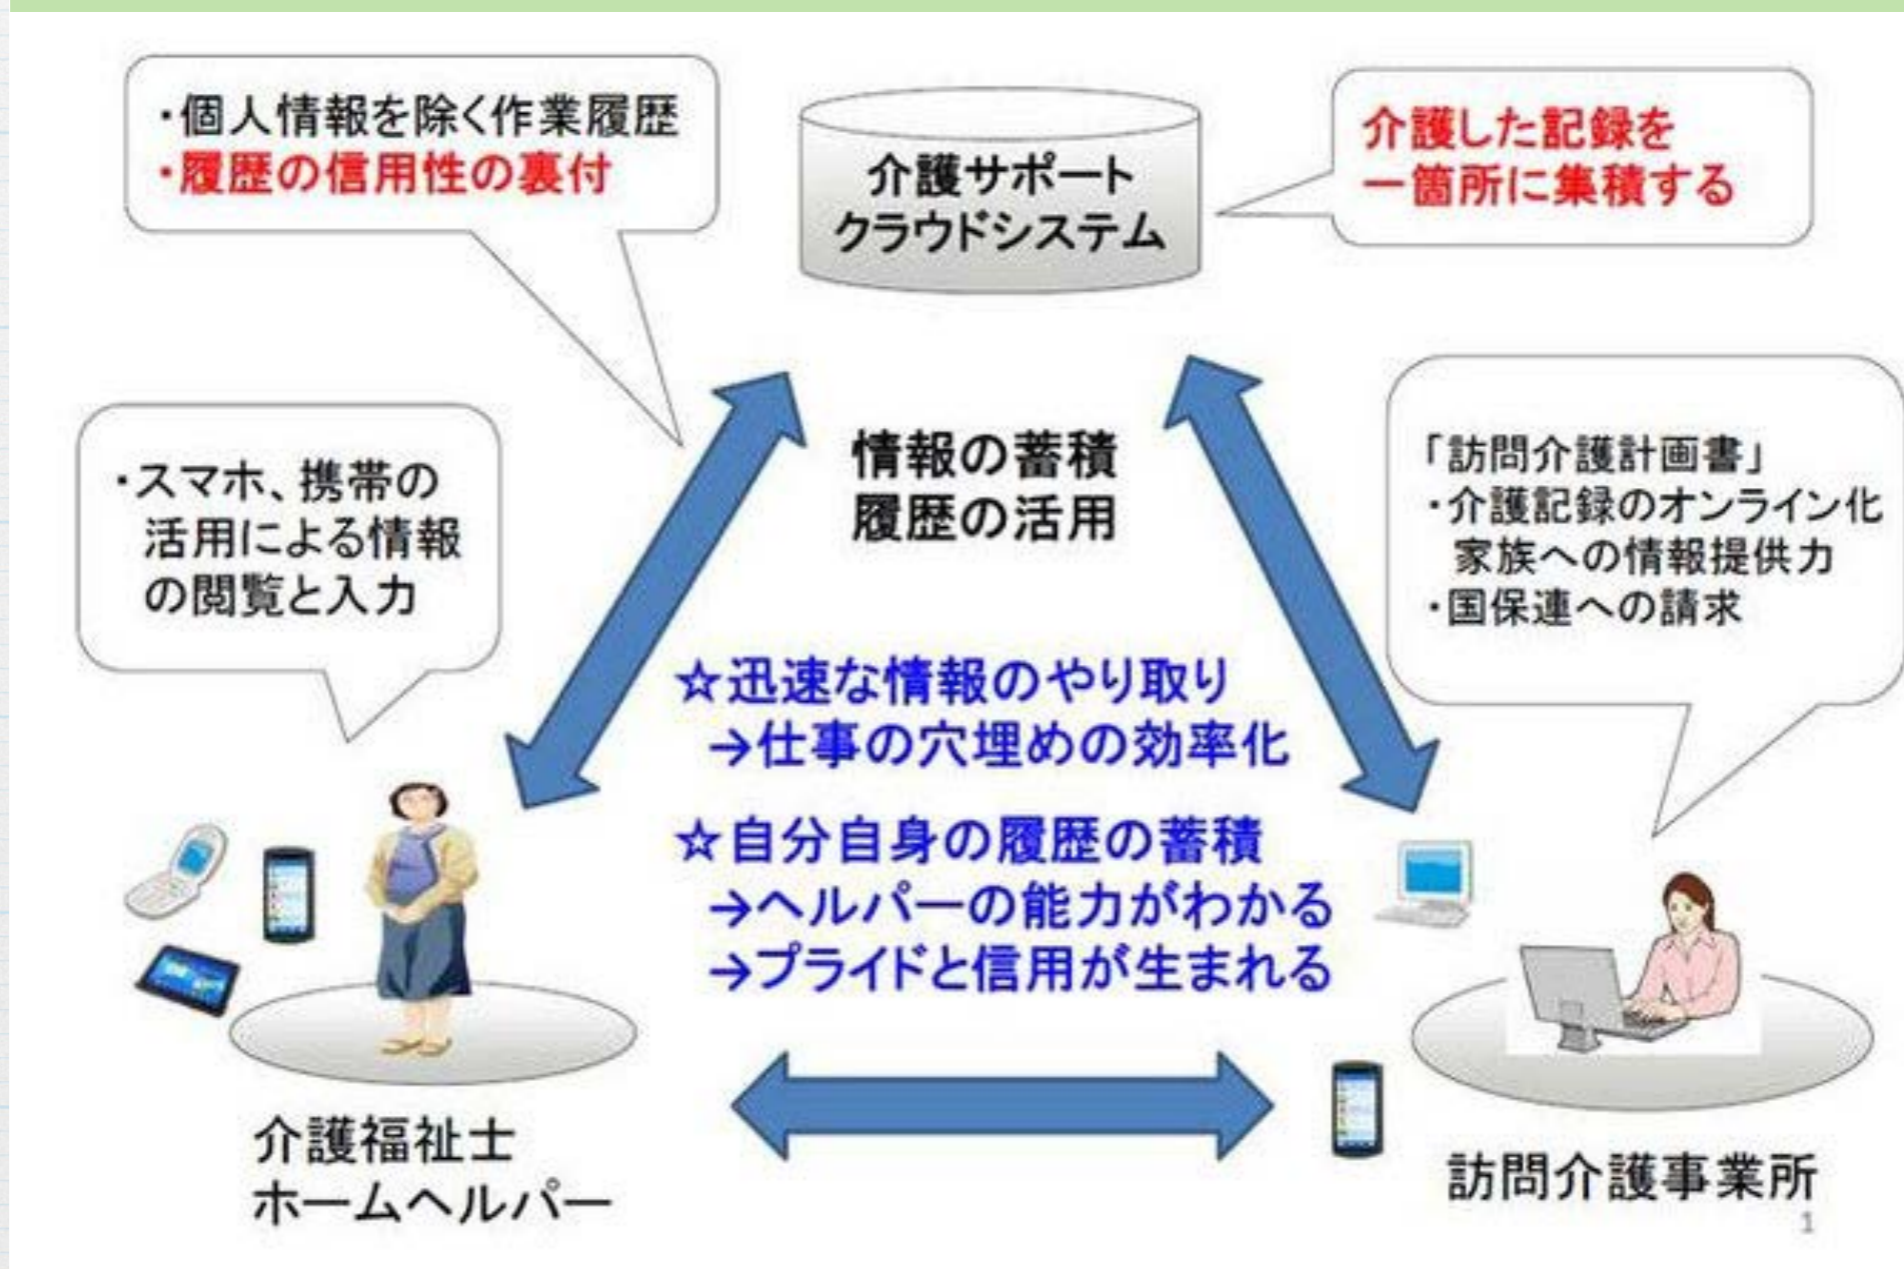 ・個人情報を除く作業履歴
・履歴の信用性の裏付
介護サポート
クラウドシステム
介護した記録を
一箇所に集積する
・スマホ、携帯の
活用による情報
の閲覧と入力
情報の蓄積
履歴の活用
「訪問介護計画書」
・介護記録のオンライン化
家族への情報提供力
・国保連への請求
☆迅速な情報のやり取り
→仕事の穴埋めの効率化
☆自分自身の履歴の蓄積
→ヘルパーの能力がわかる
→プライドと信用が生まれる
介護福祉士
ホームヘルパー
訪問介護事業所
1